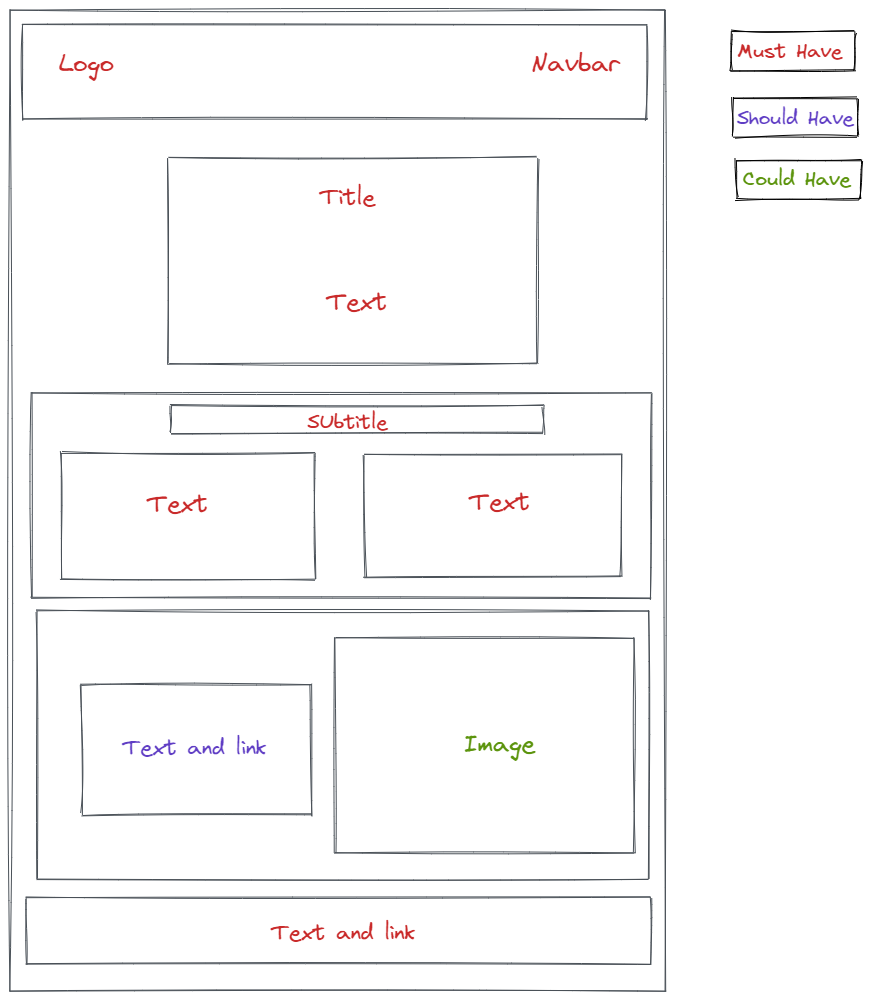 Logo
Navbar
Title
Text
SUbtitle
Text
Text
Text and link
Image
Text and link
Must Have
Should Have
Could Have